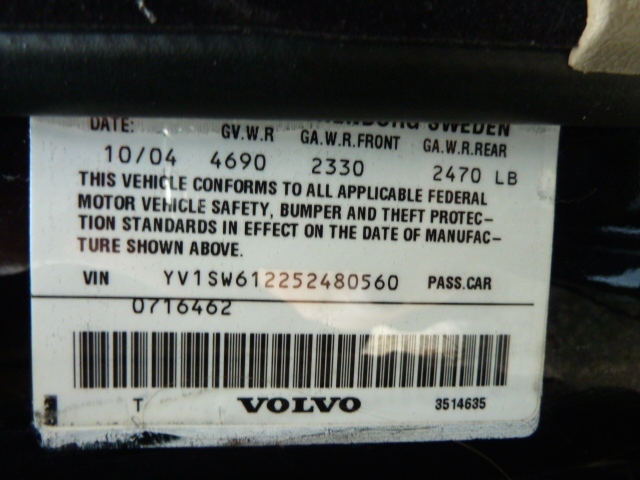 SWEDEN
DATE: GV.W.R GA.W.R.FRONT GA.W.R.REAR
10/04 4690 2330 2470 LB
THIS VEHICLE CONFORMS TO ALL APPLICABLE FEDERAL
MOTOR VEHICLE SAFETY, BUMPER AND THEFT PROTEC-
TION STANDARDS IN EFFECT ON THE DATE OF MANUFAC-
TURE SHOWN ABOVE.
VIN YV1SW612252480560 PASS.CAR
0716462
T VOLVO 3514635